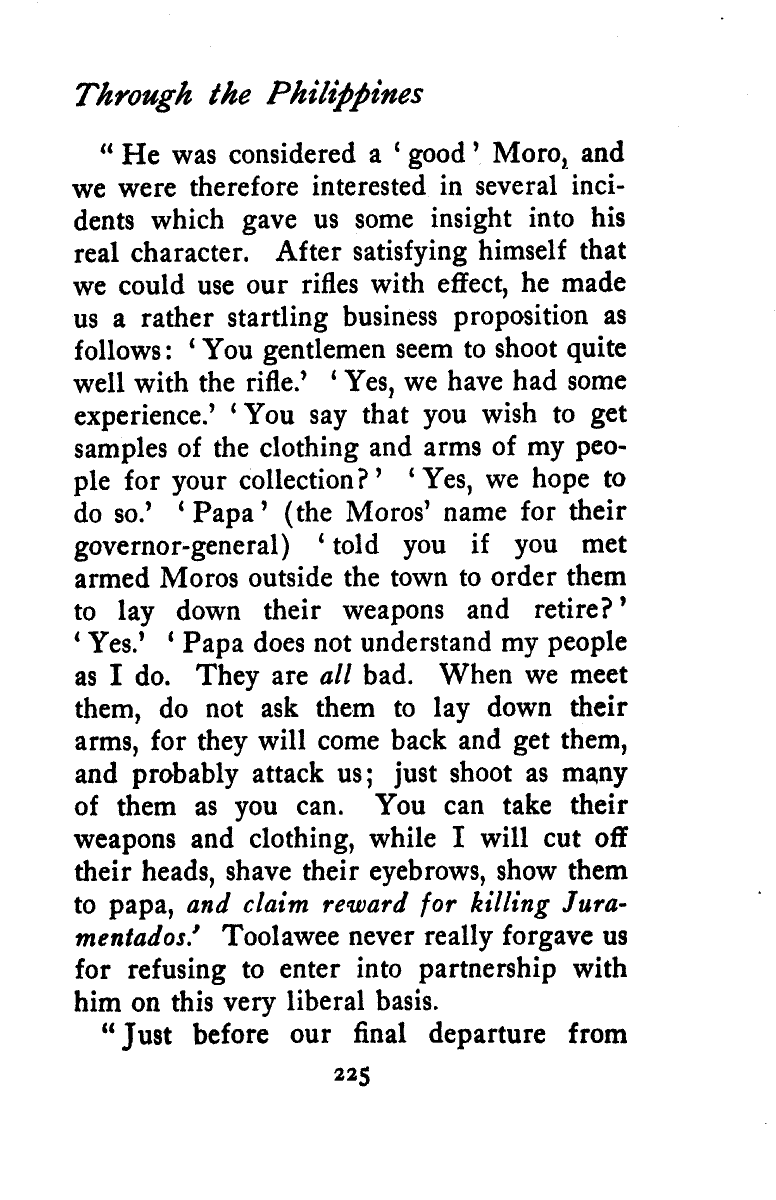 Through the Philippines
“ He was considered a ‘ good ’ Moro, and
we were therefore interested in several inci-
dents which gave us some insight into his
real character. After satisfying himself that
we could use our rifles with effect, he made
us a rather startling business proposition as
follows: ‘ You gentlemen seem to shoot quite
well with the rifle.’ ‘ Yes, we have had some
experience.’ ‘ You say that you wish to get
samples of the clothing and arms of my peo-
ple for your collection? ’ ‘ Yes, we hope to
do so.’ ‘ Papa ’ (the Moros’ name for their
governor-general) ‘ told you if you met
armed Moros outside the town to order them
to lay down their weapons and retire? ’
‘ Yes.’ ‘ Papa does not understand my people
as I do. They are all bad. When we meet
them, do not ask them to lay down their
arms, for they will come back and get them,
and probably attack us; just shoot as many
of them as you can. You can take their
weapons and clothing, while I will cut off
their heads, shave their eyebrows, show them
to papa, and claim reward for killing Jura-
mentados.’ Toolawee never really forgave us
for refusing to enter into partnership with
him on this very liberal basis.
“ Just before our final departure from
225